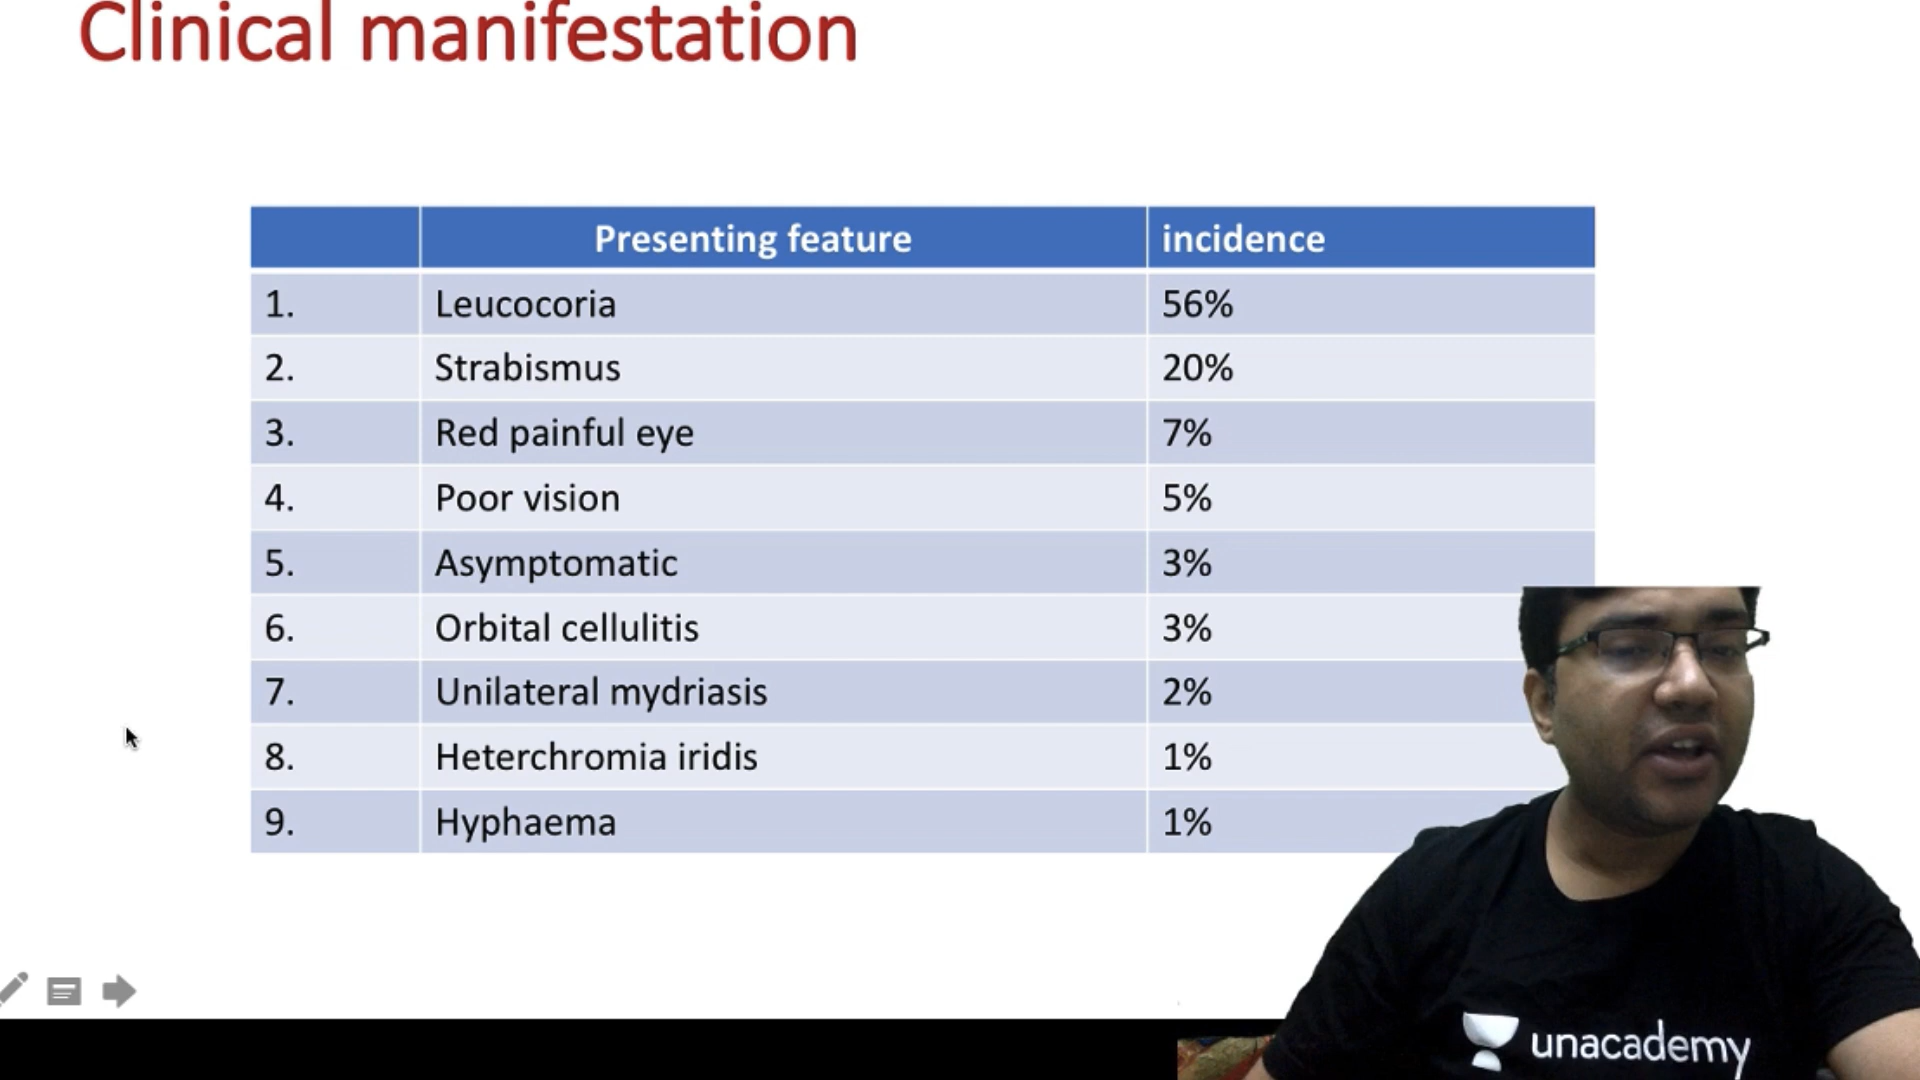 Clinical manifestation
Presenting feature incidence
1. Leucocoria 56%
2. Strabismus 20%
3. Red painful eye 7%
4. Poor vision 5%
5. Asymptomatic 3%
6. Orbital cellulitis 3%
7. Unilateral mydriasis 2%
8. Heterchromia iridis 1%
9. Hyphaema 1%
unacademy